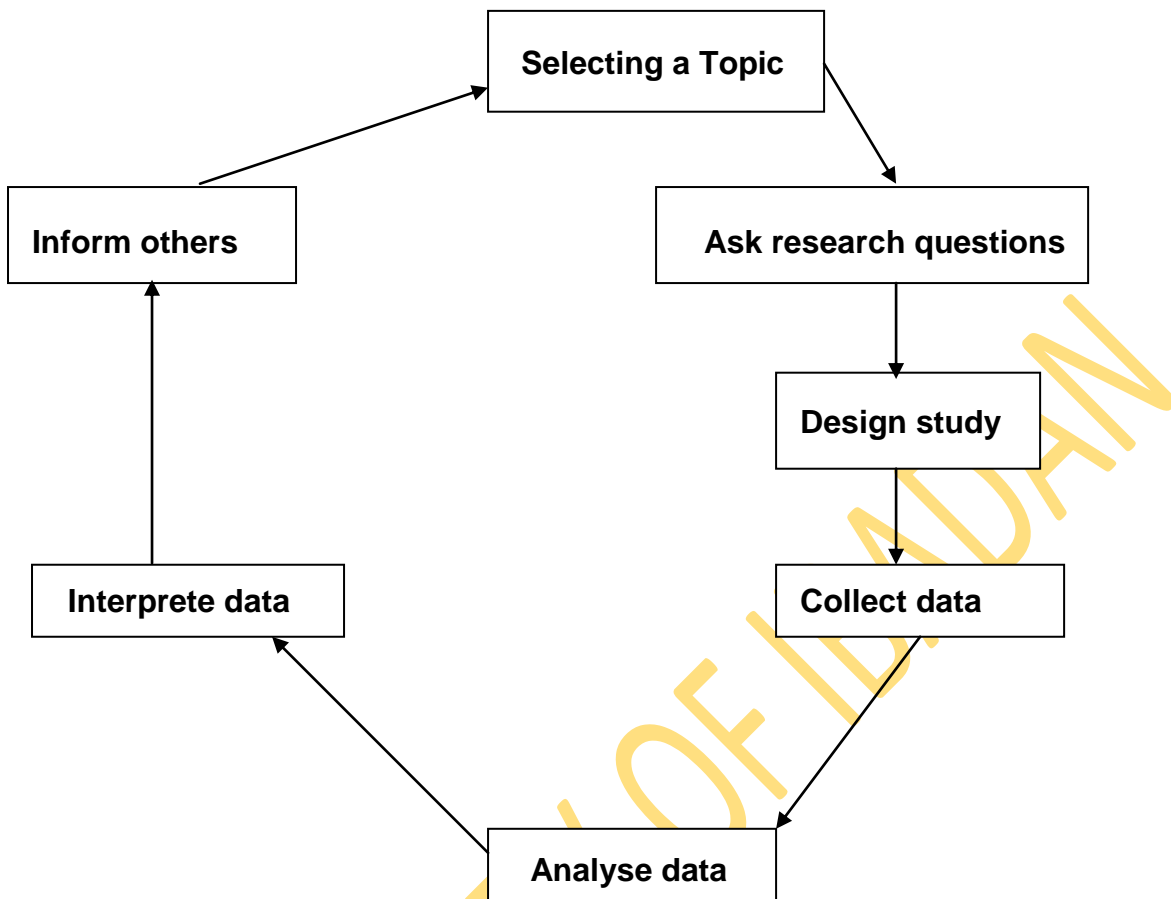 Selecting a Topic
Ask research questions
Design study
Collect data
Analyse data
Interprete data
Inform others
OF IBADAN